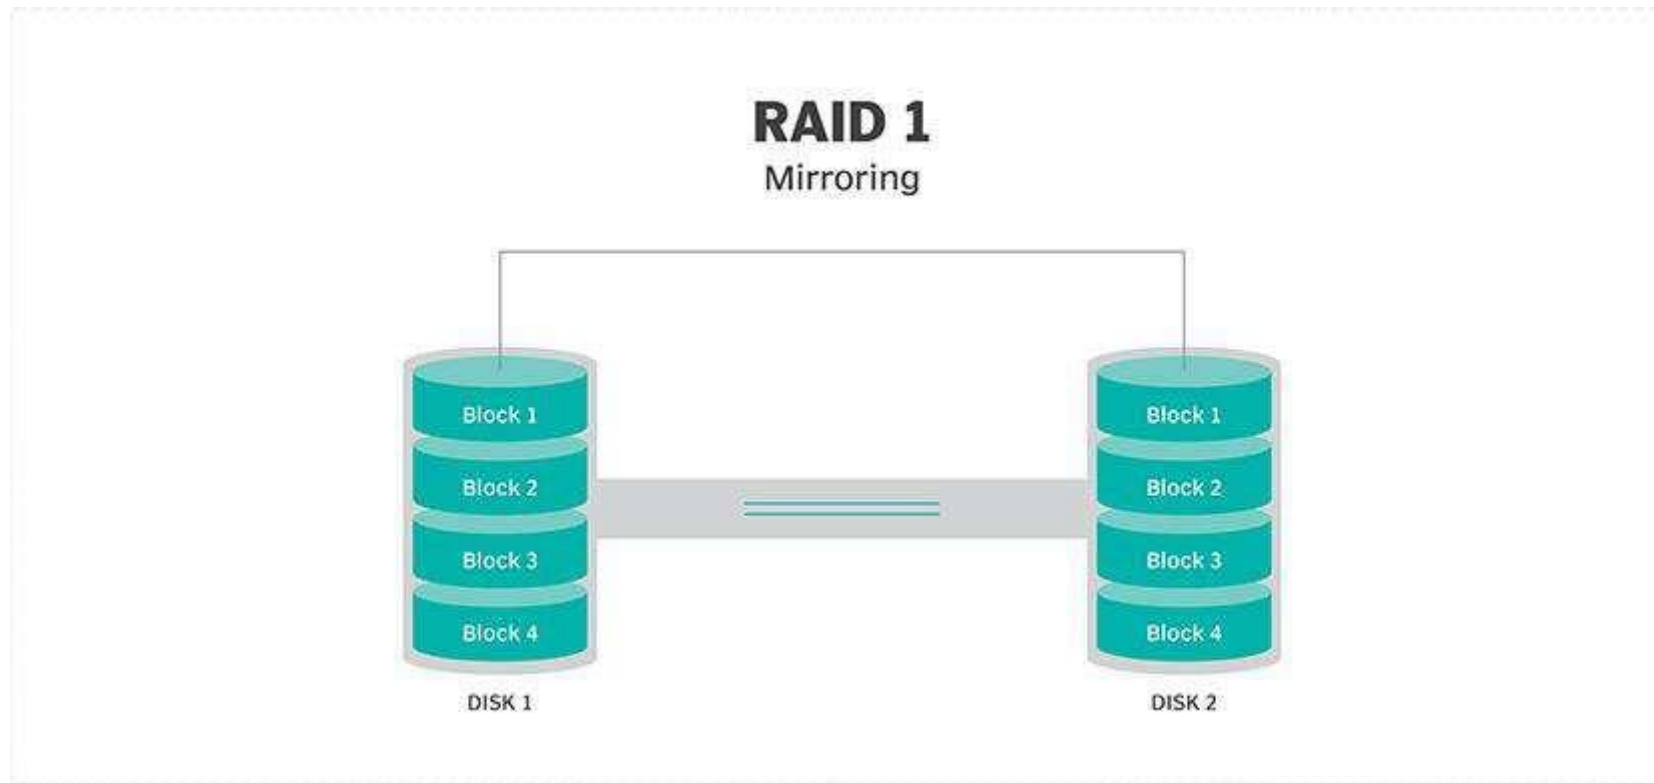 RAID 1
Mirroring
Block 1
Block 1
Block 2
Block 2
Block 3
Block 3
Block 4
Block 4
DISK 1
DISK 2